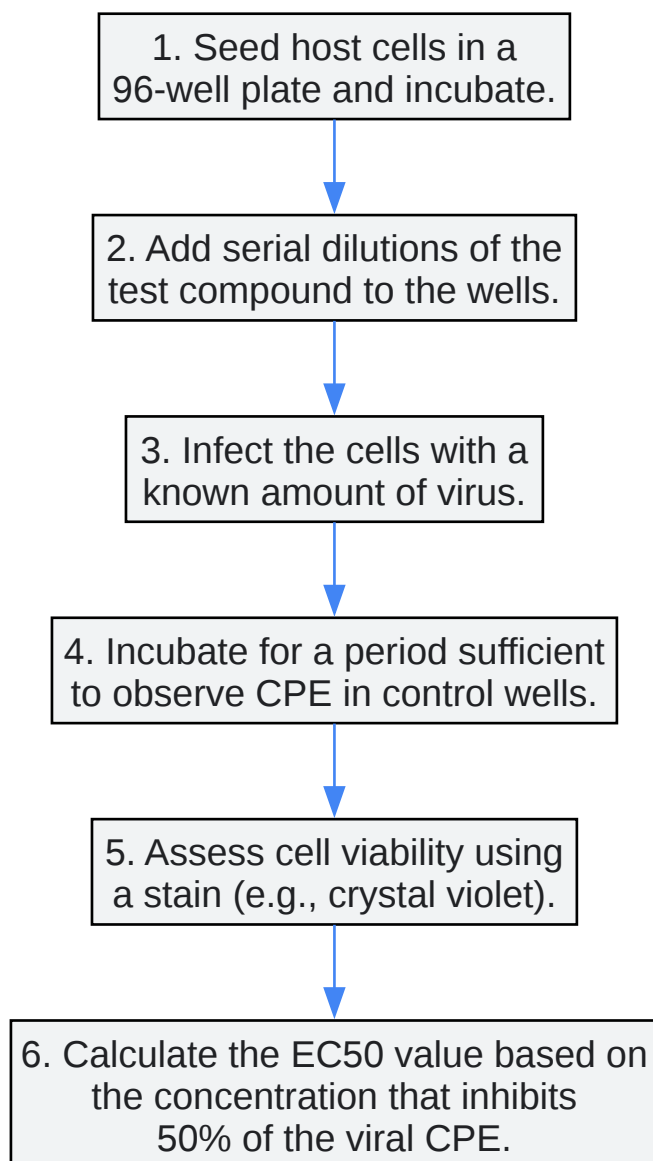 1. Seed host cells in a
96-well plate and incubate.
2. Add serial dilutions of the
test compound to the wells.
3. Infect the cells with a
known amount of virus.
4. Incubate for a period sufficient
to observe CPE in control wells.
5. Assess cell viability using
a stain (e.g., crystal violet).
6. Calculate the EC50 value based on
the concentration that inhibits
50% of the viral CPE.